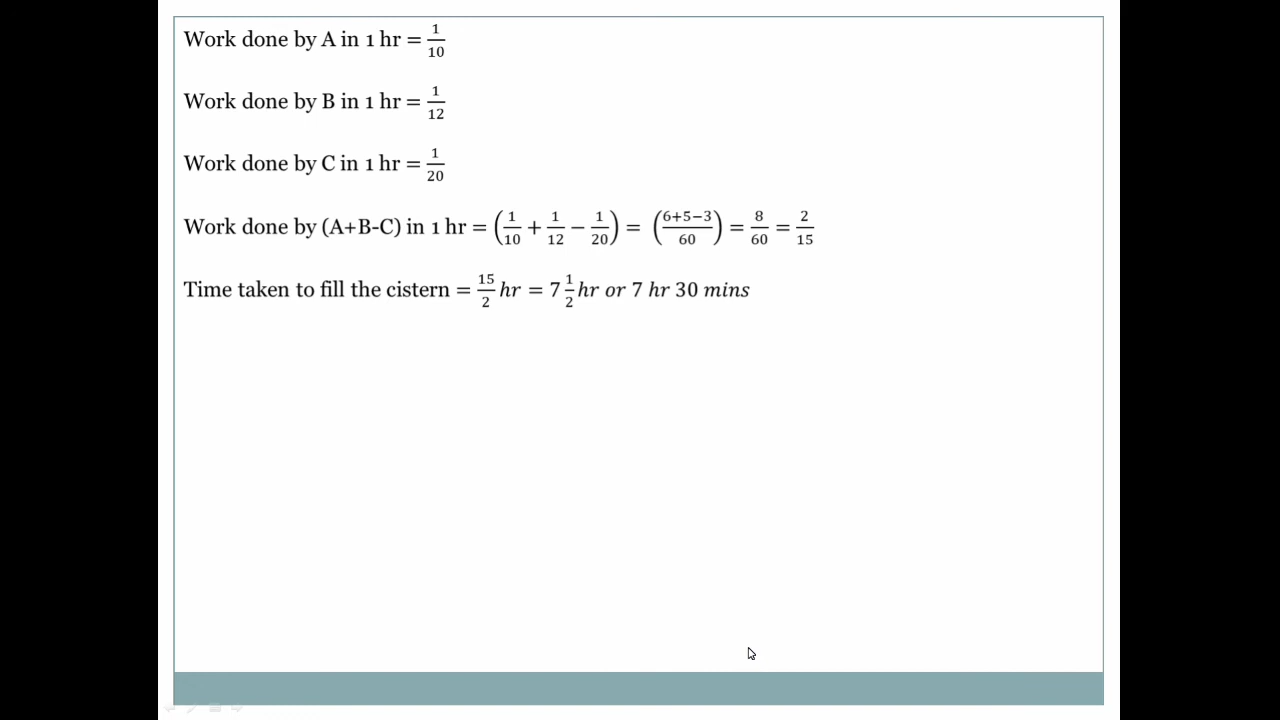 Work done by A in 1 hr = 1/10
Work done by B in 1 hr = 1/12
Work done by C in 1 hr = 1/20
Work done by (A+B-C) in 1 hr = (1/10 + 1/12 − 1/20) = ((6+5−3)/60) = 8/60 = 2/15
Time taken to fill the cistern = 15/2 hr = 7 1/2 hr or 7 hr 30 mins